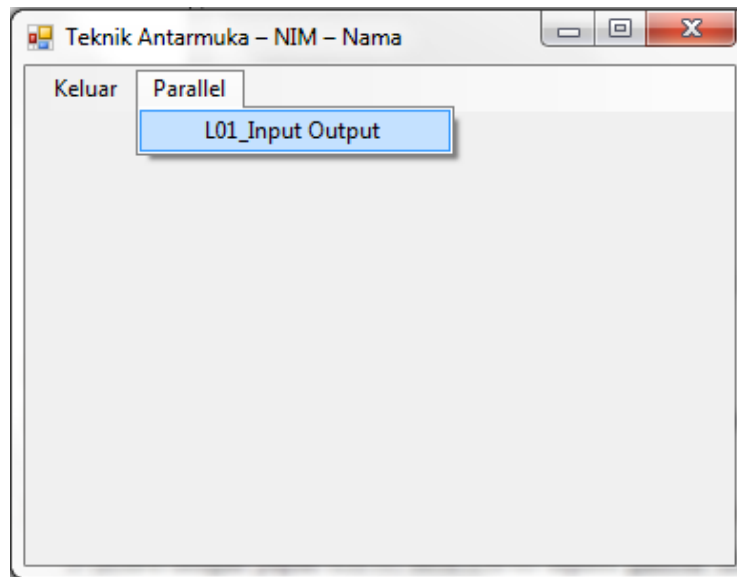 Teknik Antarmuka – NIM – Nama
Keluar Parallel
L01_Input Output